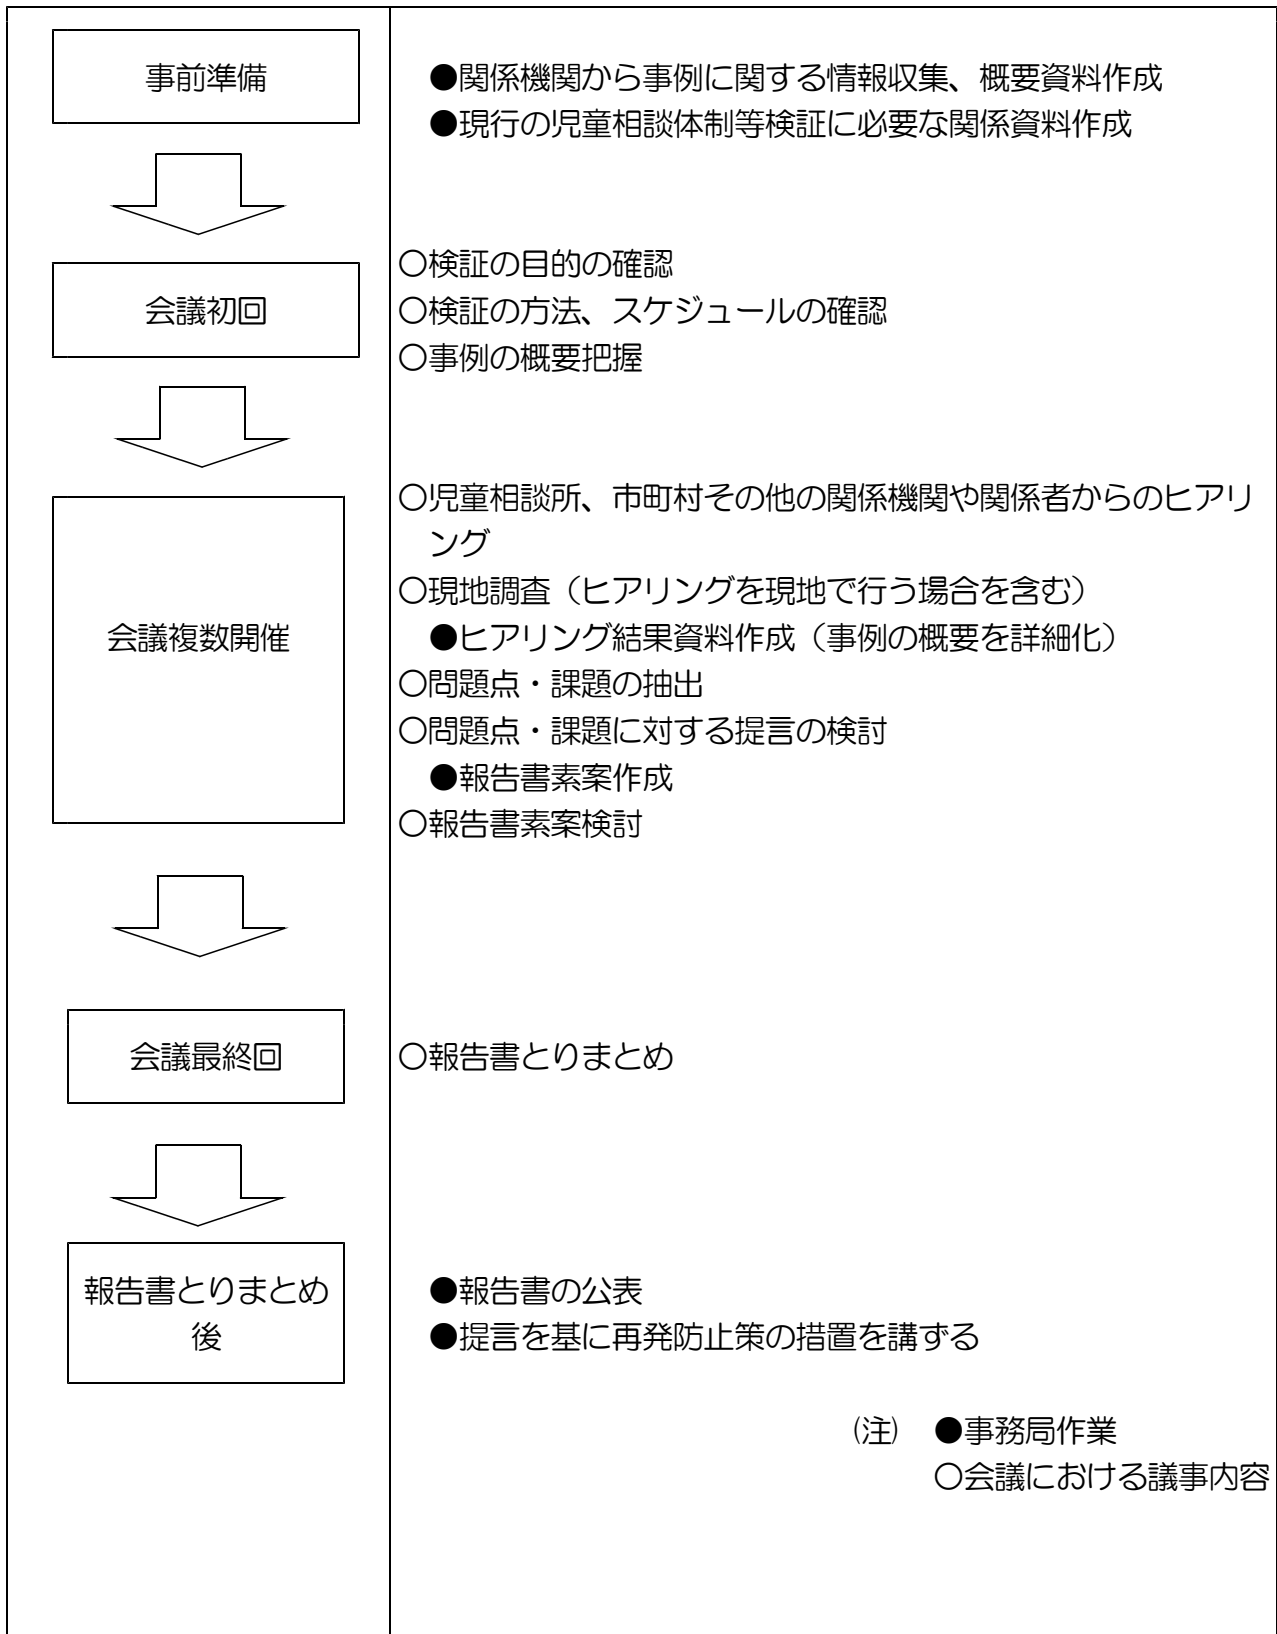 事前準備
●関係機関から事例に関する情報収集、概要資料作成
●現行の児童相談体制等検証に必要な関係資料作成
会議初回
○検証の目的の確認
○検証の方法、スケジュールの確認
○事例の概要把握
会議複数開催
○児童相談所、市町村その他の関係機関や関係者からのヒアリ
ング
○現地調査（ヒアリングを現地で行う場合を含む）
●ヒアリング結果資料作成（事例の概要を詳細化）
○問題点・課題の抽出
○問題点・課題に対する提言の検討
●報告書素案作成
○報告書素案検討
会議最終回
○報告書とりまとめ
報告書とりまとめ
後
●報告書の公表
●提言を基に再発防止策の措置を講ずる
(注)　●事務局作業
○会議における議事内容